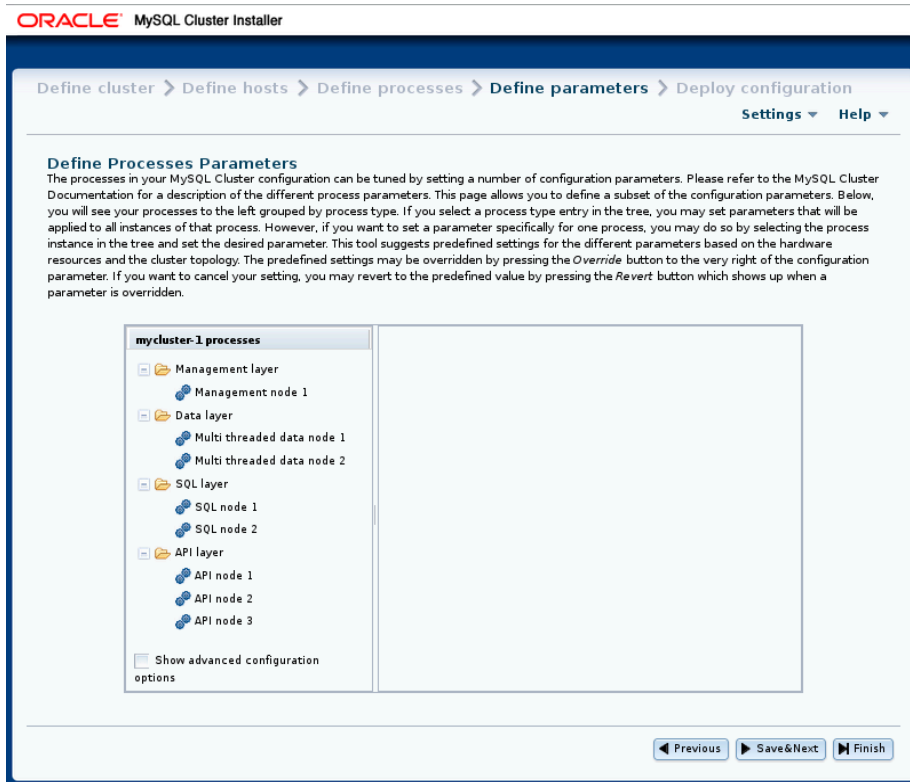 ORACLE® MySQL Cluster Installer
Define cluster > Define hosts > Define processes > Define parameters > Deploy configuration
Settings Help
Define Processes Parameters
The processes in your MySQL Cluster configuration can be tuned by setting a number of configuration parameters. Please refer to the MySQL Cluster
Documentation for a description of the different process parameters. This page allows you to define a subset of the configuration parameters. Below,
you will see your processes to the left grouped by process type. If you select a process type entry in the tree, you may set parameters that will be
applied to all instances of that process. However, if you want to set a parameter specifically for one process, you may do so by selecting the process
instance in the tree and set the desired parameter. This tool suggests predefined settings for the different parameters based on the hardware
resources and the cluster topology. The predefined settings may be overridden by pressing the Override button to the very right of the configuration
parameter. If you want to cancel your setting, you may revert to the predefined value by pressing the Revert button which shows up when a
parameter is overridden.
mycluster-1 processes
Management layer
Management node 1
Data layer
Multi threaded data node 1
Multi threaded data node 2
SQL layer
SQL node 1
SQL node 2
API layer
API node 1
API node 2
API node 3
Show advanced configuration
options
Previous Save&Next Finish